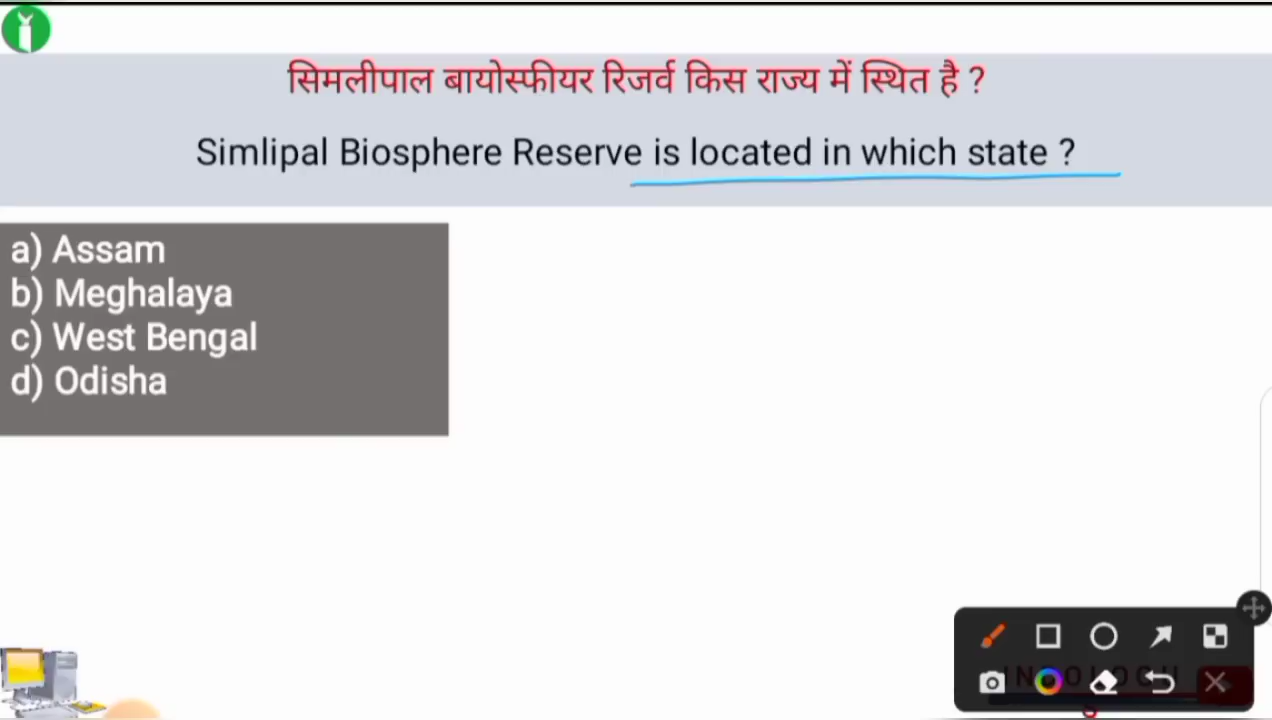 सिमलीपाल बायोस्फीयर रिजर्व किस राज्य में स्थित है ?
Simlipal Biosphere Reserve is located in which state ?
a) Assam
b) Meghalaya
c) West Bengal
d) Odisha